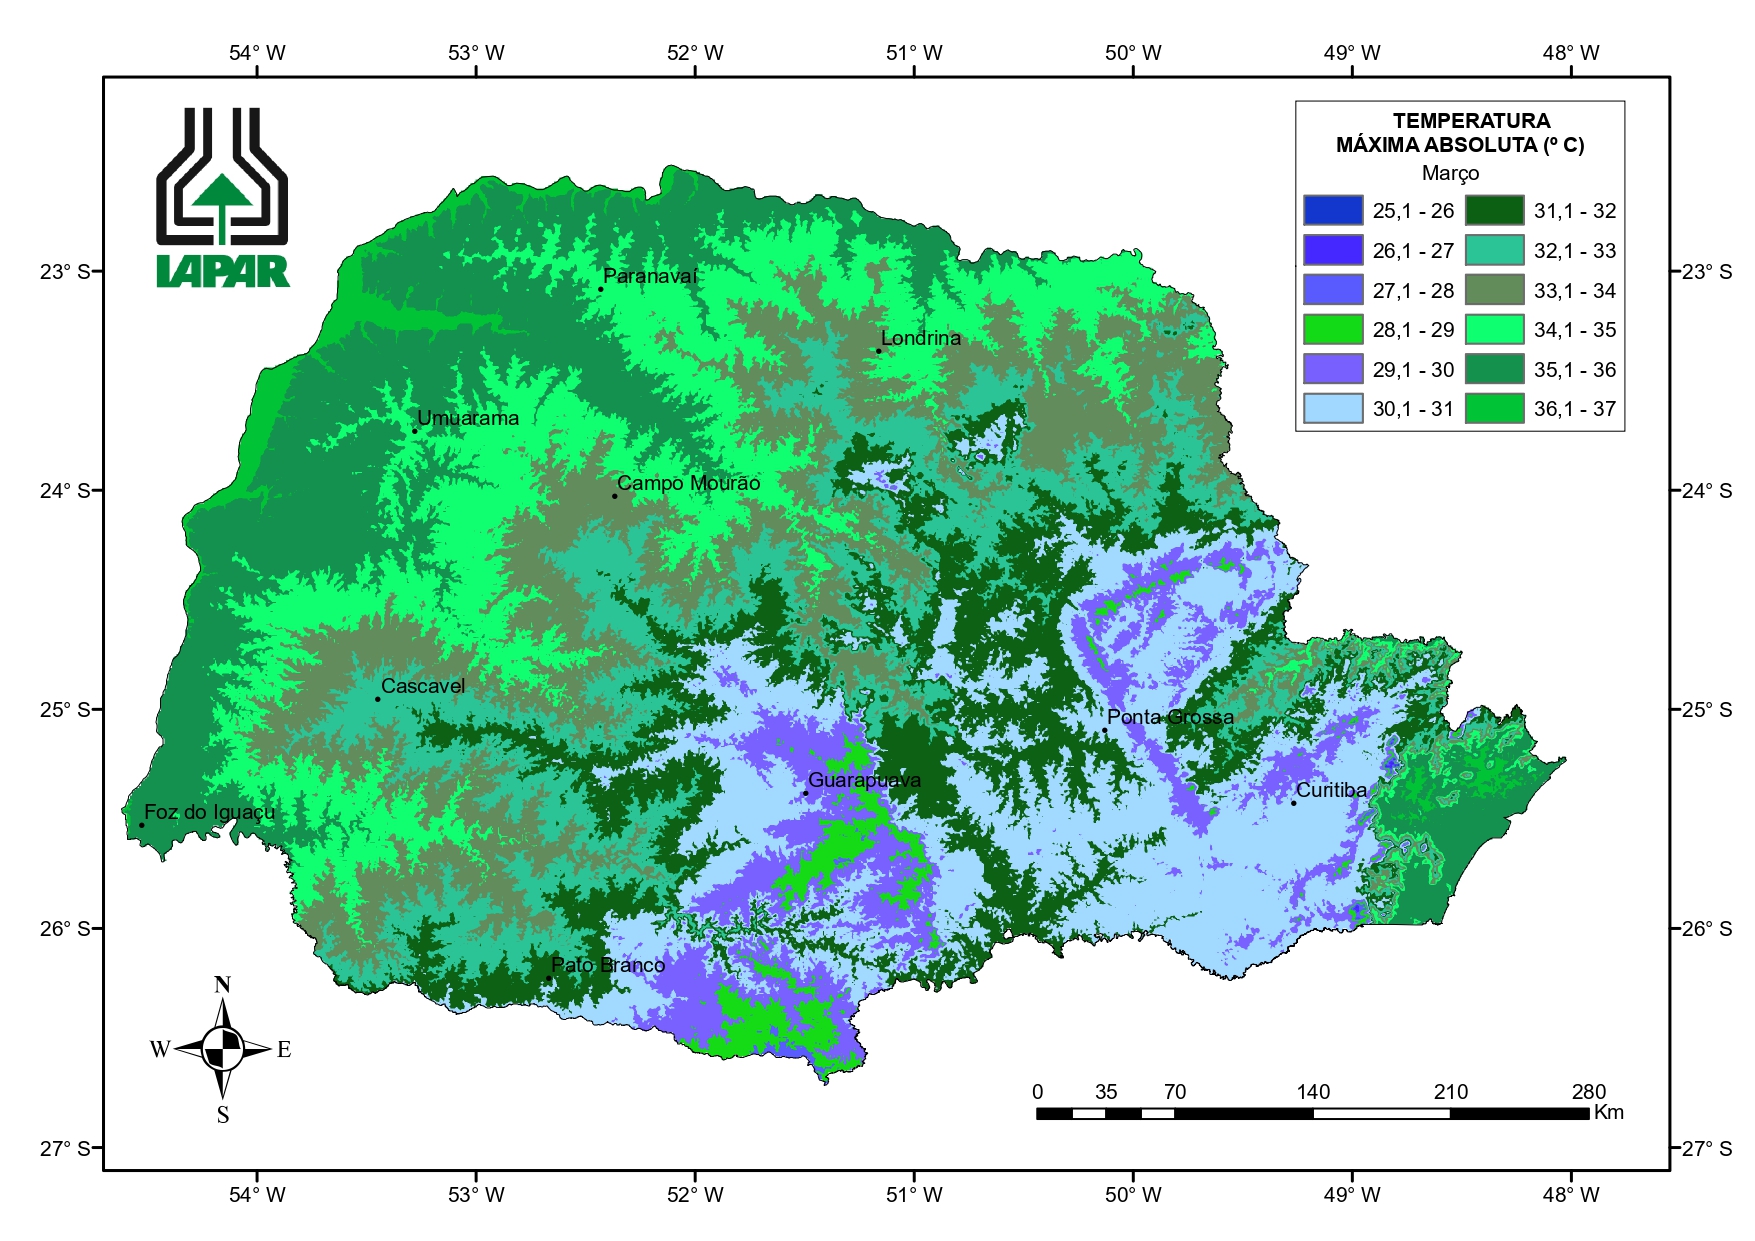 54° W 53° W 52° W 51° W 50° W 49° W 48° W
TEMPERATURA
MÁXIMA ABSOLUTA (º C)
Março
25,1 - 26 31,1 - 32
26,1 - 27 32,1 - 33
27,1 - 28 33,1 - 34
28,1 - 29 34,1 - 35
29,1 - 30 35,1 - 36
30,1 - 31 36,1 - 37
IAPAR
23° S 23° S
Paranavaí
Londrina
Umuarama
24° S 24° S
Campo Mourão
Cascavel
25° S 25° S
Ponta Grossa
Guarapuava
Curitiba
Foz do Iguaçu
26° S 26° S
Pato Branco
N
W E
S
0 35 70 140 210 280
Km
27° S 27° S
54° W 53° W 52° W 51° W 50° W 49° W 48° W